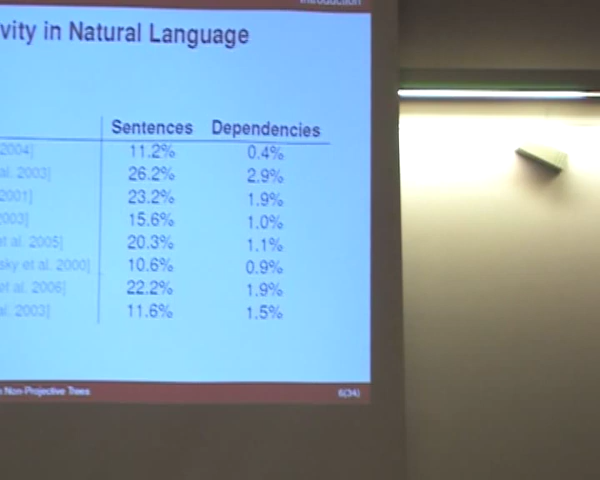 Introduction
vity in Natural Language
Sentences Dependencies
2004] 11.2% 0.4%
al. 2003] 26.2% 2.9%
2001] 23.2% 1.9%
2003] 15.6% 1.0%
et al. 2005] 20.3% 1.1%
sky et al. 2000] 10.6% 0.9%
et al. 2006] 22.2% 1.9%
al. 2003] 11.6% 1.5%
Non-Projective Trees 6(34)